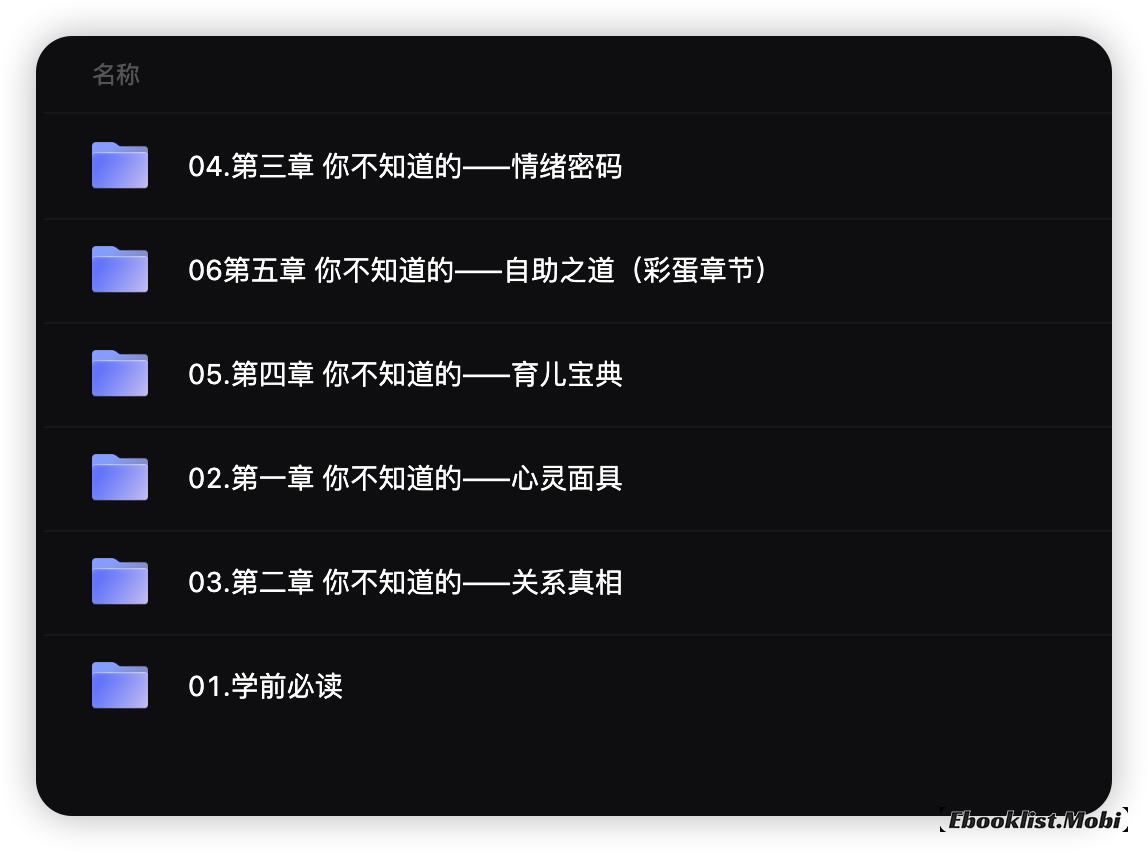 名称
04.第三章 你不知道的——情绪密码
06第五章 你不知道的——自助之道（彩蛋章节）
05.第四章 你不知道的——育儿宝典
02.第一章 你不知道的——心灵面具
03.第二章 你不知道的——关系真相
01.学前必读
Ebooklist.Mobi